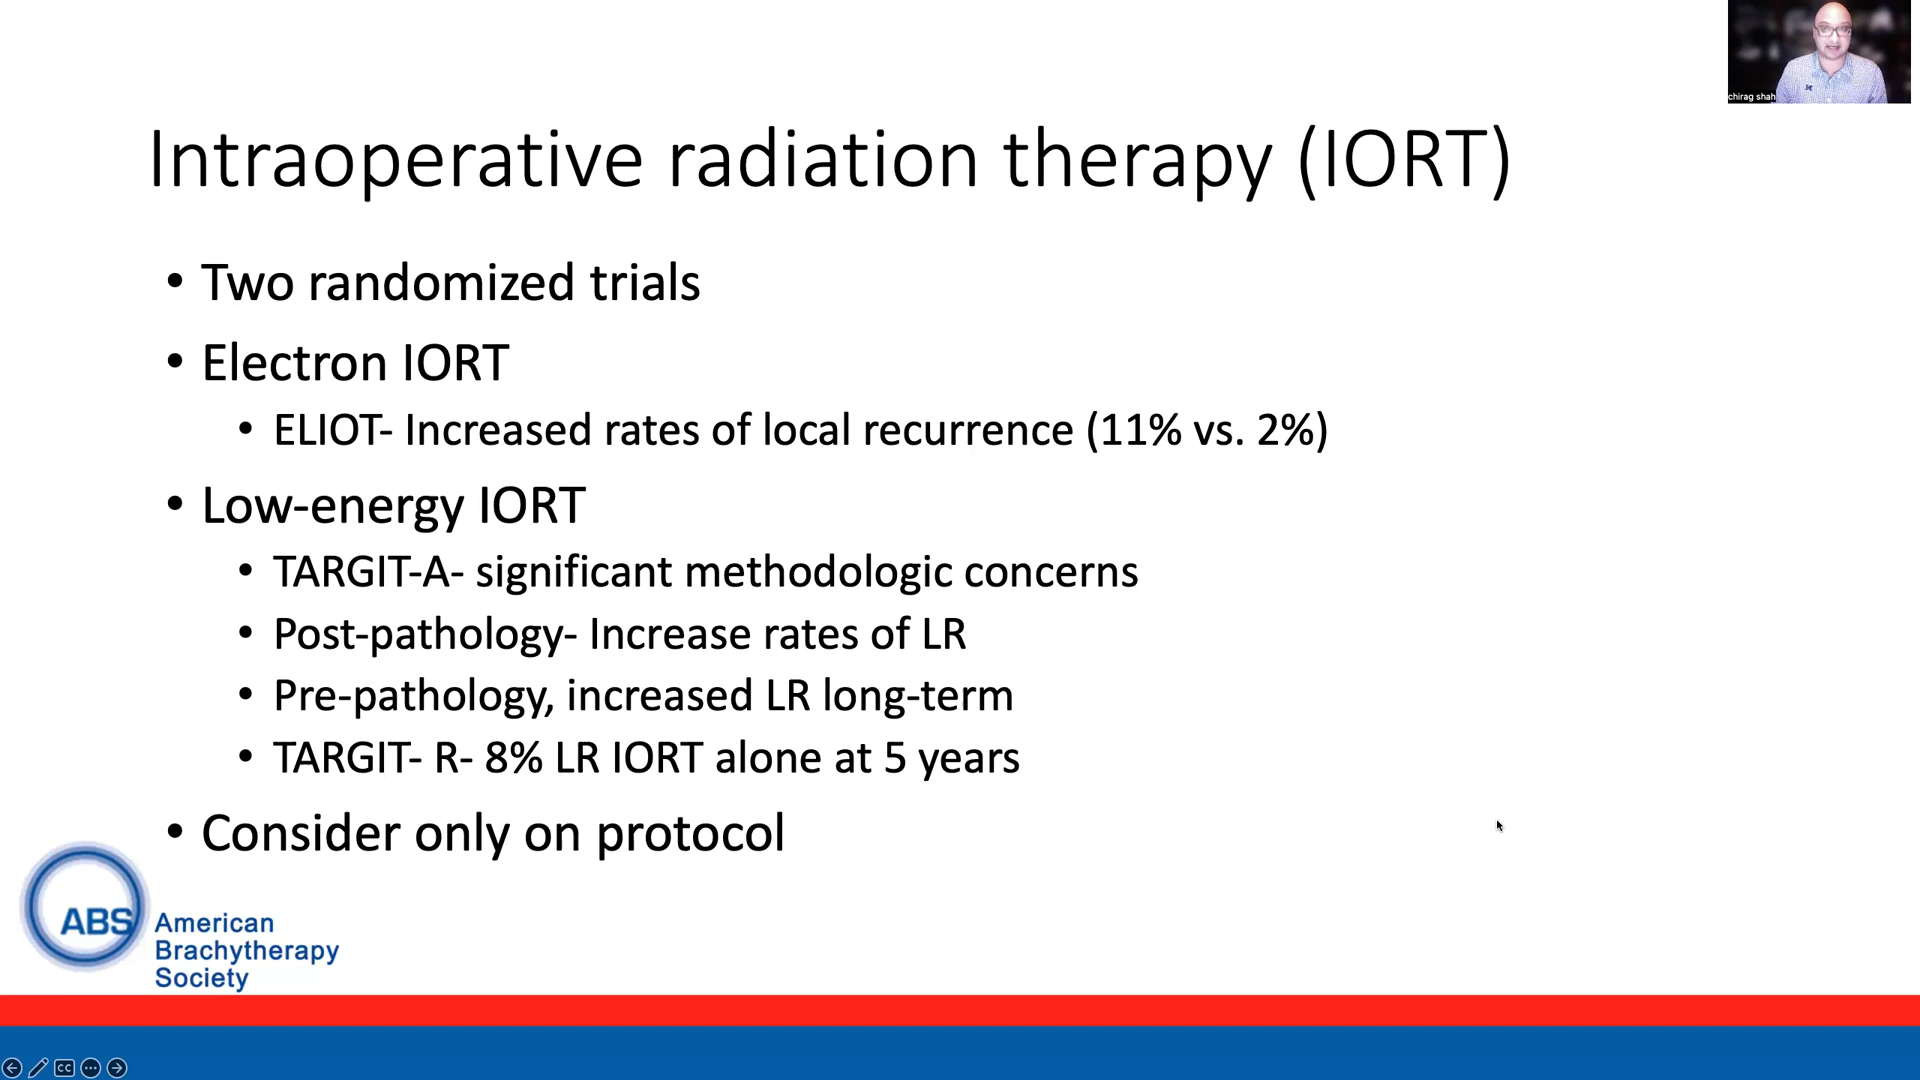 chirag shah
Intraoperative radiation therapy (IORT)
• Two randomized trials
• Electron IORT
• ELIOT- Increased rates of local recurrence (11% vs. 2%)
• Low-energy IORT
• TARGIT-A- significant methodologic concerns
• Post-pathology- Increase rates of LR
• Pre-pathology, increased LR long-term
• TARGIT- R- 8% LR IORT alone at 5 years
• Consider only on protocol
ABS
American
Brachytherapy
Society
CC